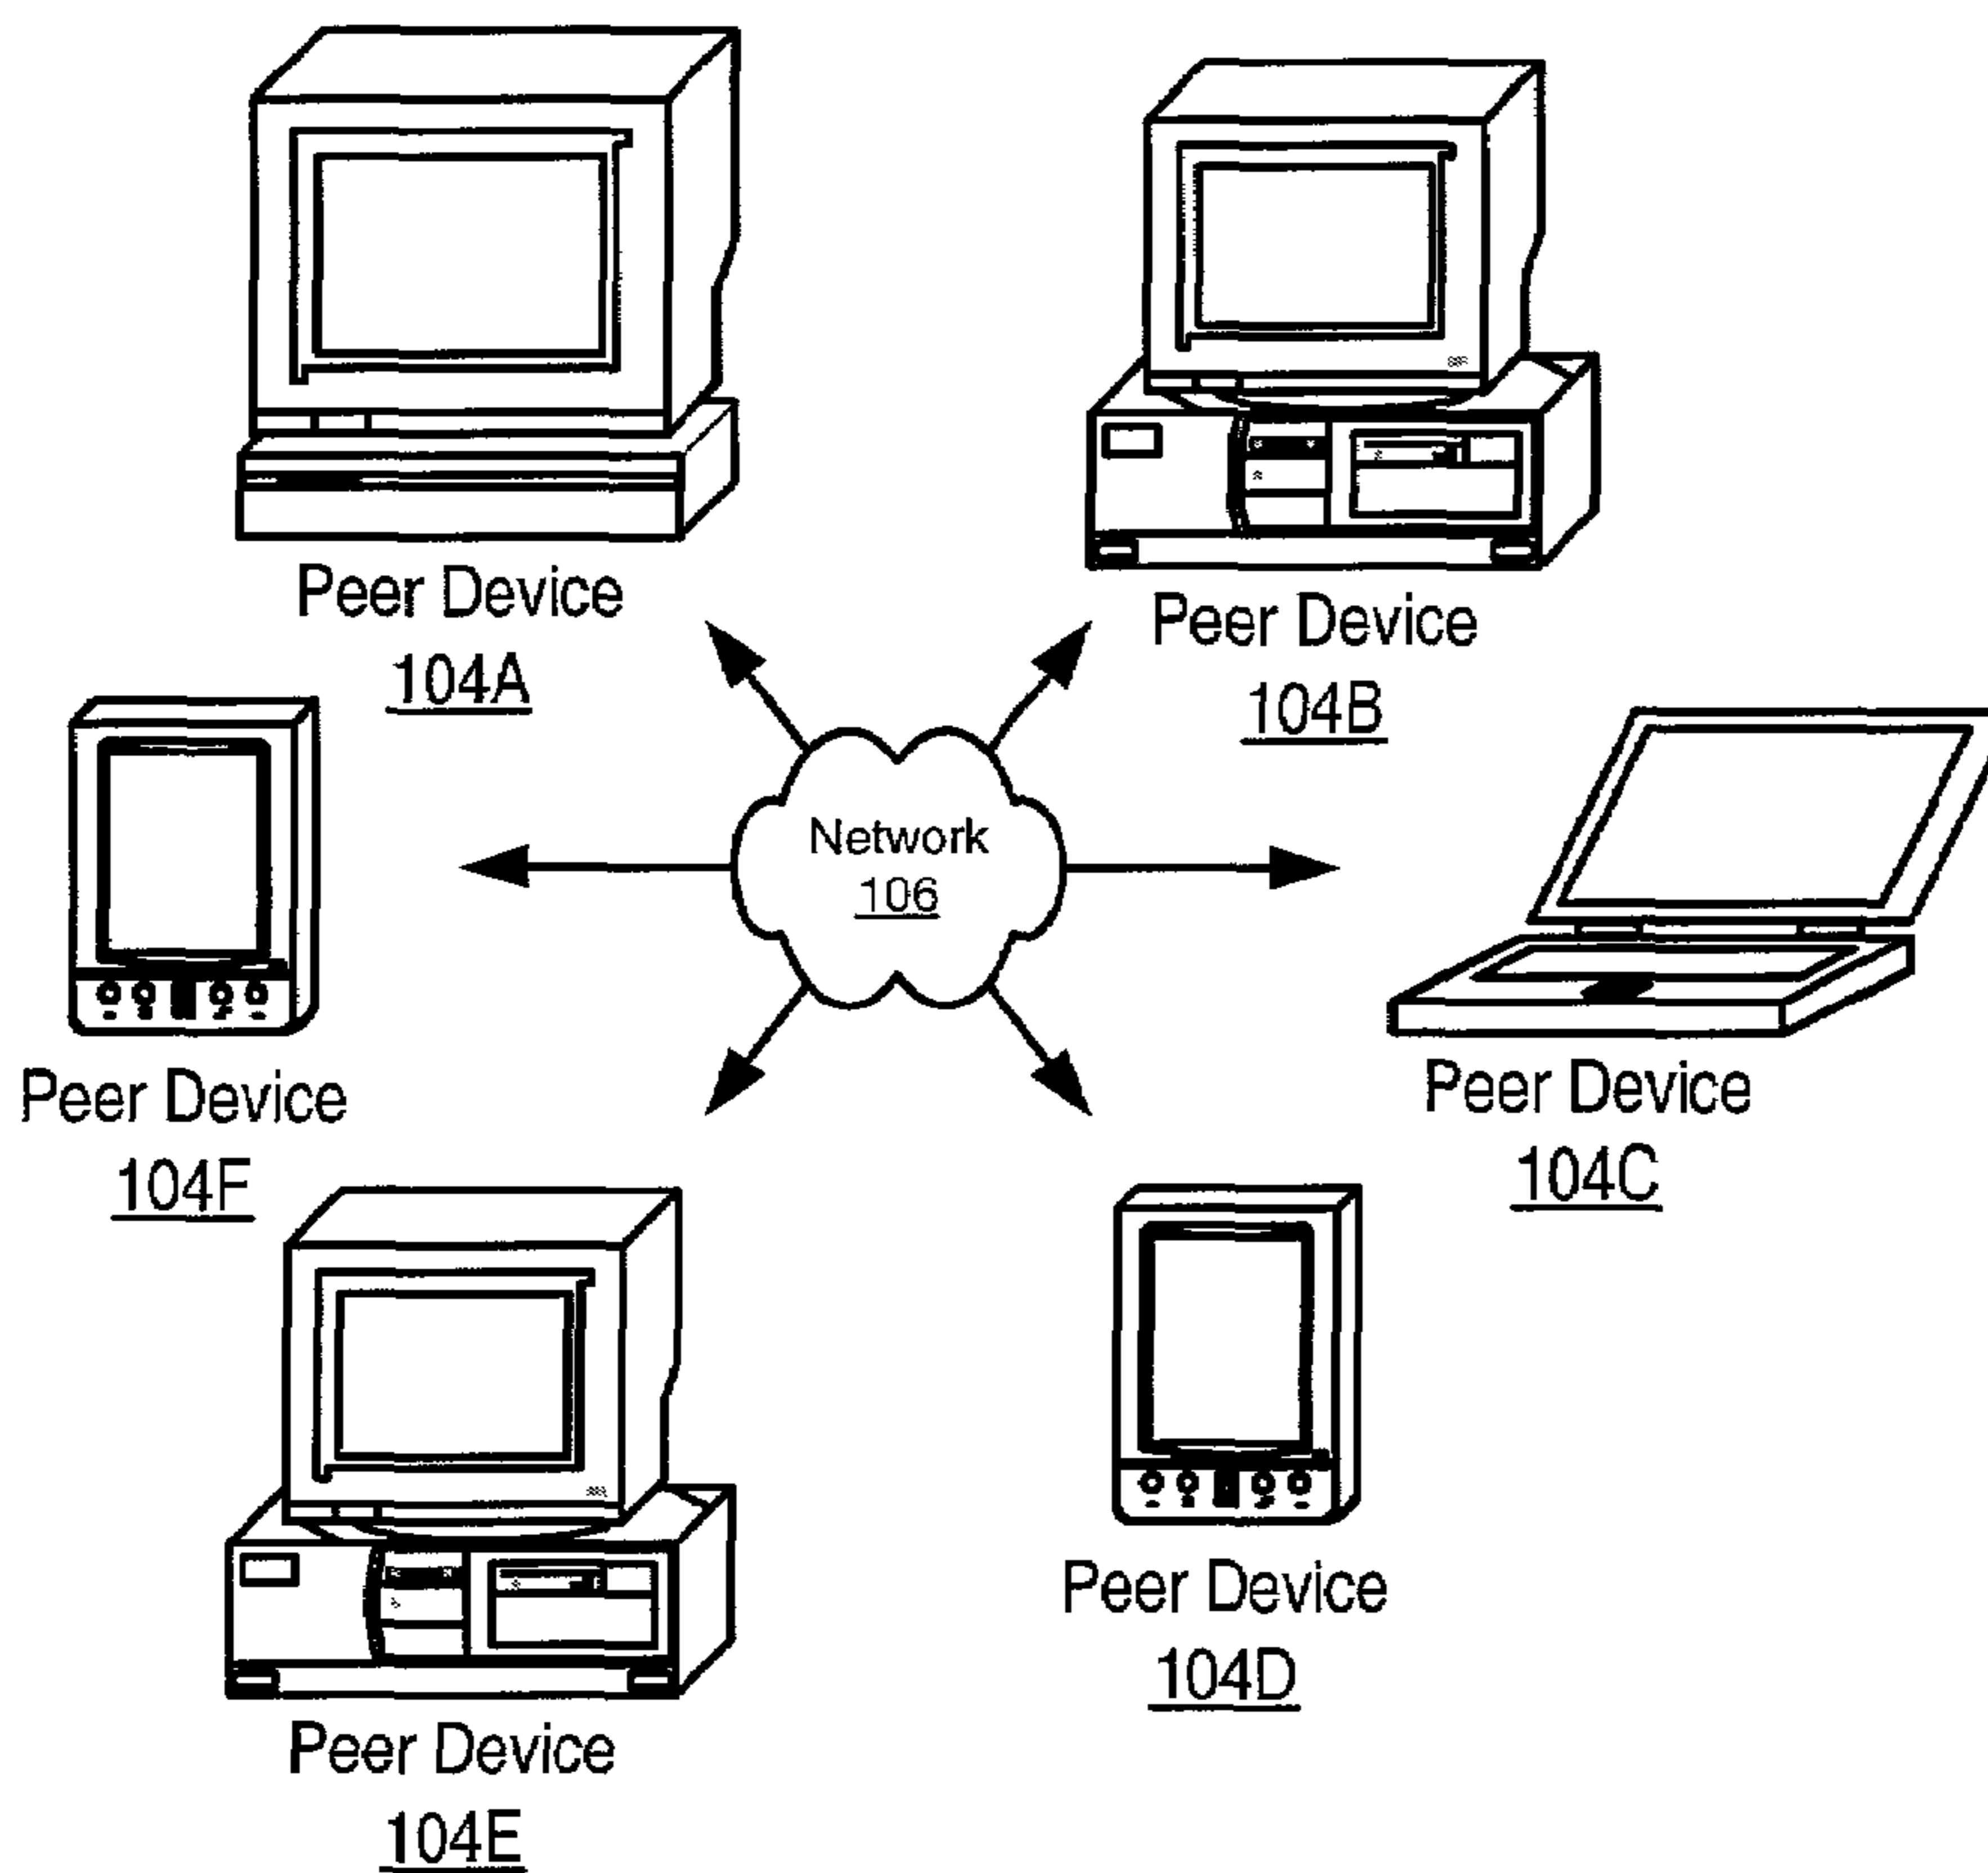 Peer Device
104A
Peer Device
104B
Network
106
Peer Device
104F
Peer Device
104C
Peer Device
104D
Peer Device
104E